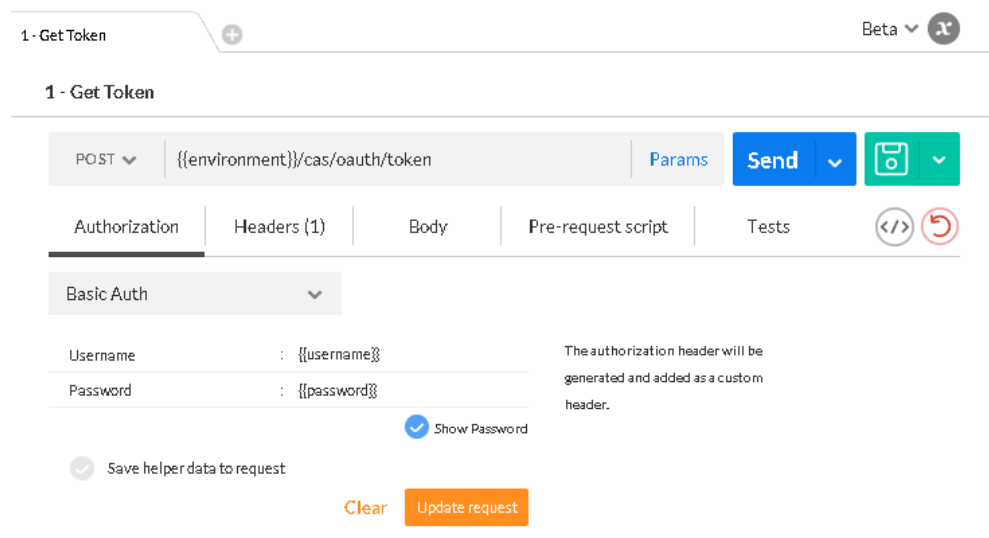 1 - Get Token
Beta
x
1 - Get Token
POST {{environment}}/cas/oauth/token Params Send
Authorization Headers (1) Body Pre-request script Tests </>
Basic Auth
Username : {{username}} The authorization header will be
generated and added as a custom
Password : {{password}}
header.
Show Password
Save helper data to request
Clear Update request